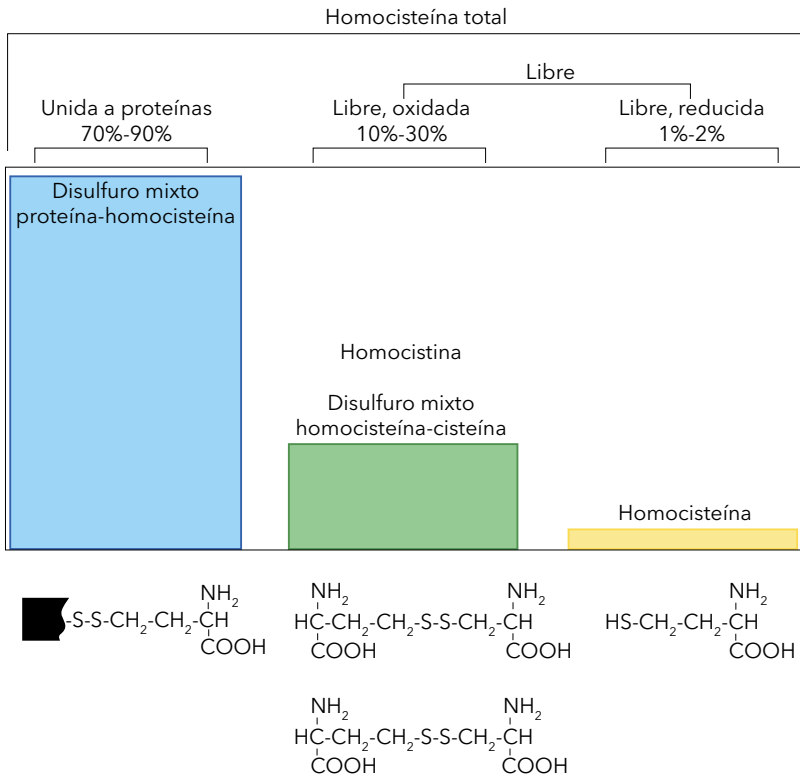 Homocisteína total
Libre
Unida a proteínas
70%-90%
Libre, oxidada
10%-30%
Libre, reducida
1%-2%
Disulfuro mixto
proteína-homocisteína
Homocistina
Disulfuro mixto
homocisteína-cisteína
Homocisteína
NH₂
-S-S-CH₂-CH₂-CH
COOH
NH₂ NH₂
HC-CH₂-CH₂-S-S-CH₂-CH
COOH COOH
NH₂
HS-CH₂-CH₂-CH
COOH
NH₂ NH₂
HC-CH₂-CH₂-S-S-CH₂-CH
COOH COOH